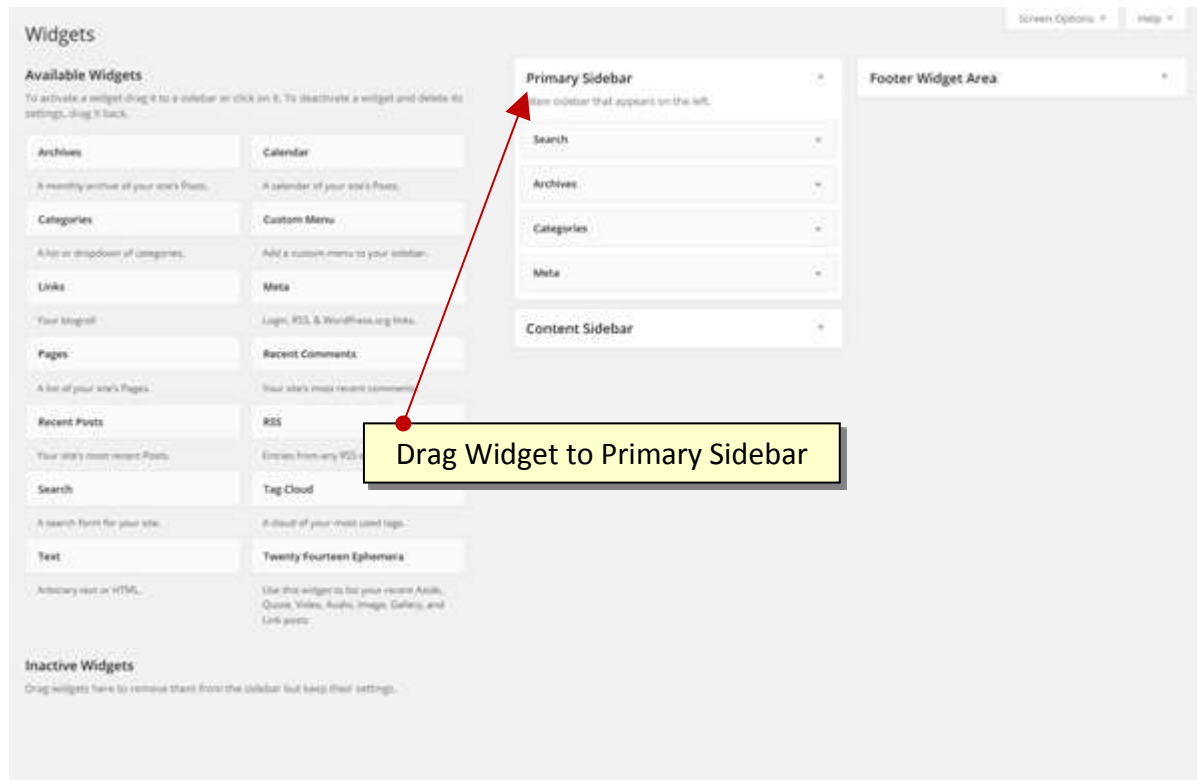 Screen Options
Help
Widgets
Available Widgets
To activate a widget drag it to a sidebar or click on it. To deactivate a widget and delete its
settings, drag it back.
Archives
A monthly archive of your site's Posts.
Calendar
A calendar of your site's Posts.
Categories
A list or dropdown of categories.
Custom Menu
Add a custom menu to your sidebar.
Links
Your blogroll
Meta
Login, RSS, & WordPress.org links.
Pages
A list of your site's Pages.
Recent Comments
Your site's most recent comments.
Recent Posts
Your site's most recent Posts.
RSS
Entries from any RSS
Search
A search form for your site.
Tag Cloud
A cloud of your most used tags.
Text
Arbitrary text or HTML.
Twenty Fourteen Ephemera
Use this widget to list your recent Aside,
Quote, Video, Audio, Image, Gallery, and
Link posts
Inactive Widgets
Drag widgets here to remove them from the sidebar but keep their settings.
Primary Sidebar
Main sidebar that appears on the left.
Search
Archives
Categories
Meta
Content Sidebar
Footer Widget Area
Drag Widget to Primary Sidebar